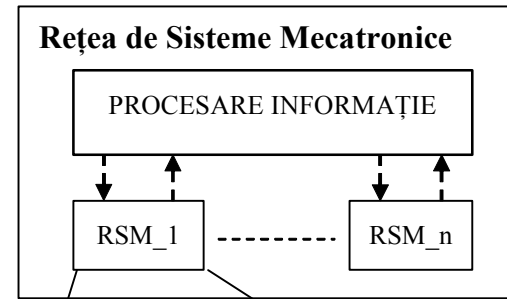 Rețea de Sisteme Mecatronice
PROCESARE INFORMAȚIE
RSM_1 RSM_n